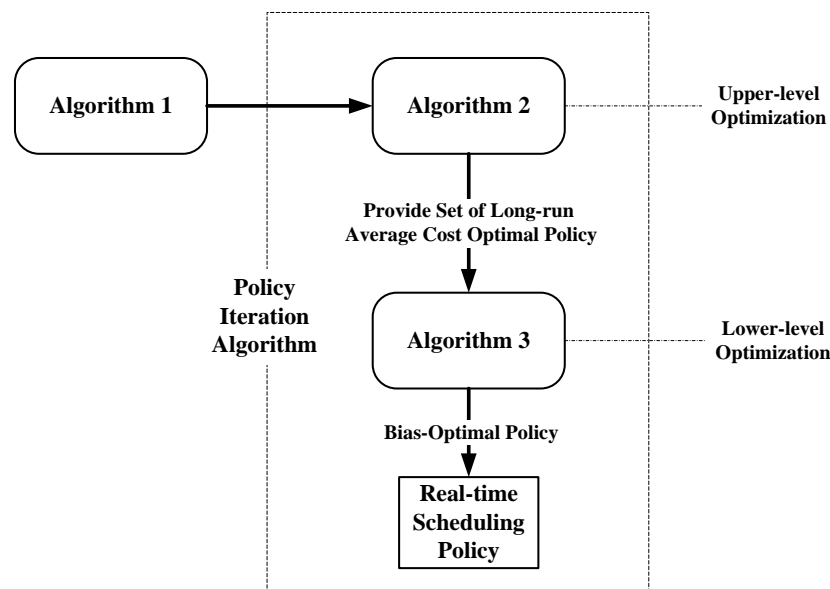 Algorithm 1
Algorithm 2
Upper-level
Optimization
Provide Set of Long-run
Average Cost Optimal Policy
Policy
Iteration
Algorithm
Algorithm 3
Lower-level
Optimization
Bias-Optimal Policy
Real-time
Scheduling
Policy